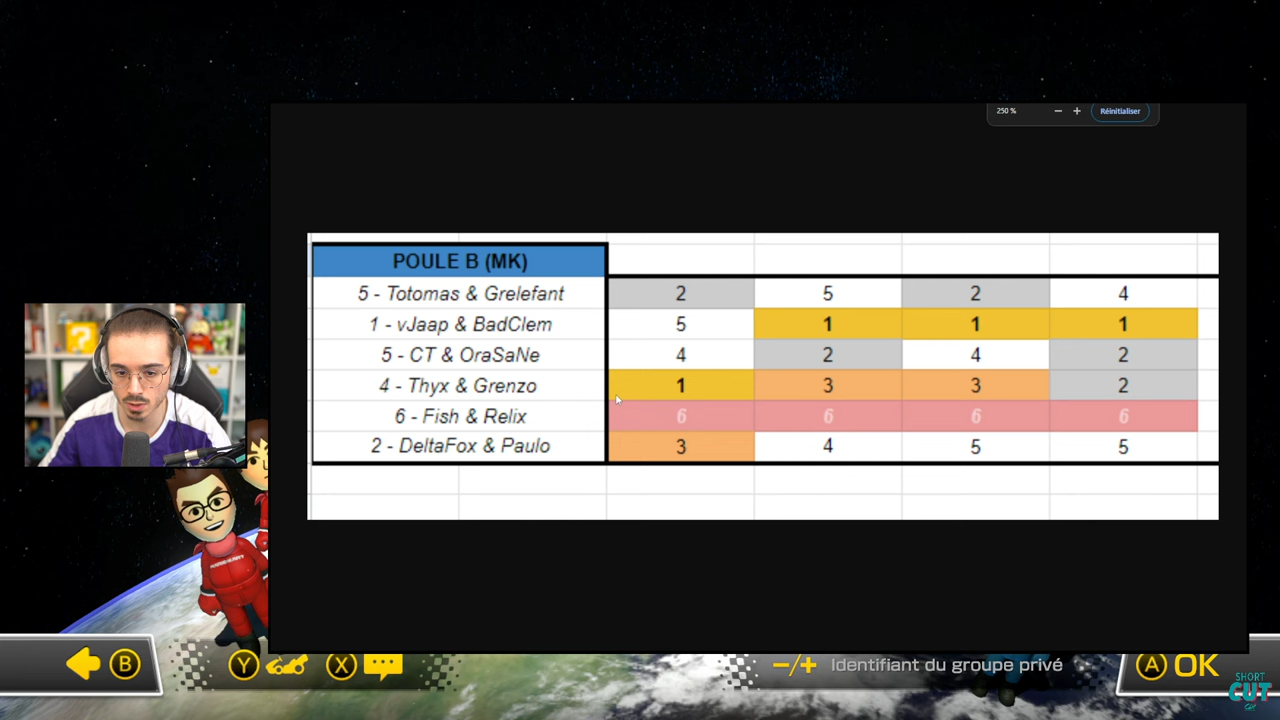 250 % − + Réinitialiser
POULE B (MK)
5 - Totomas & Grelefant 2 5 2 4
1 - vJaap & BadClem 5 1 1 1
5 - CT & OraSaNe 4 2 4 2
4 - Thyx & Grenzo 1 3 3 2
6 - Fish & Relix 6 6 6 6
2 - DeltaFox & Paulo 3 4 5 5
B Y X −/+ Identifiant du groupe privé A OK
SHORT
CUT